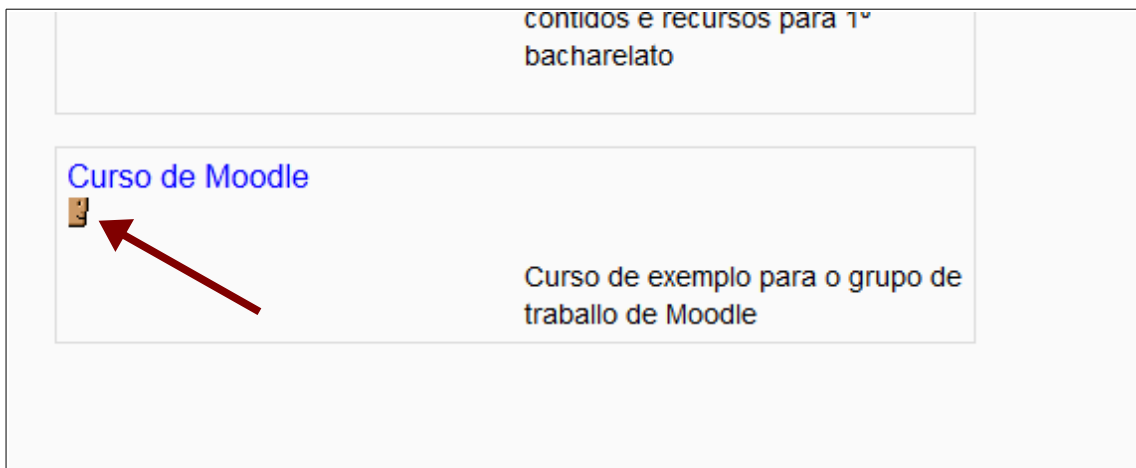 contidos e recursos para 1º
bacharelato
Curso de Moodle
Curso de exemplo para o grupo de
traballo de Moodle